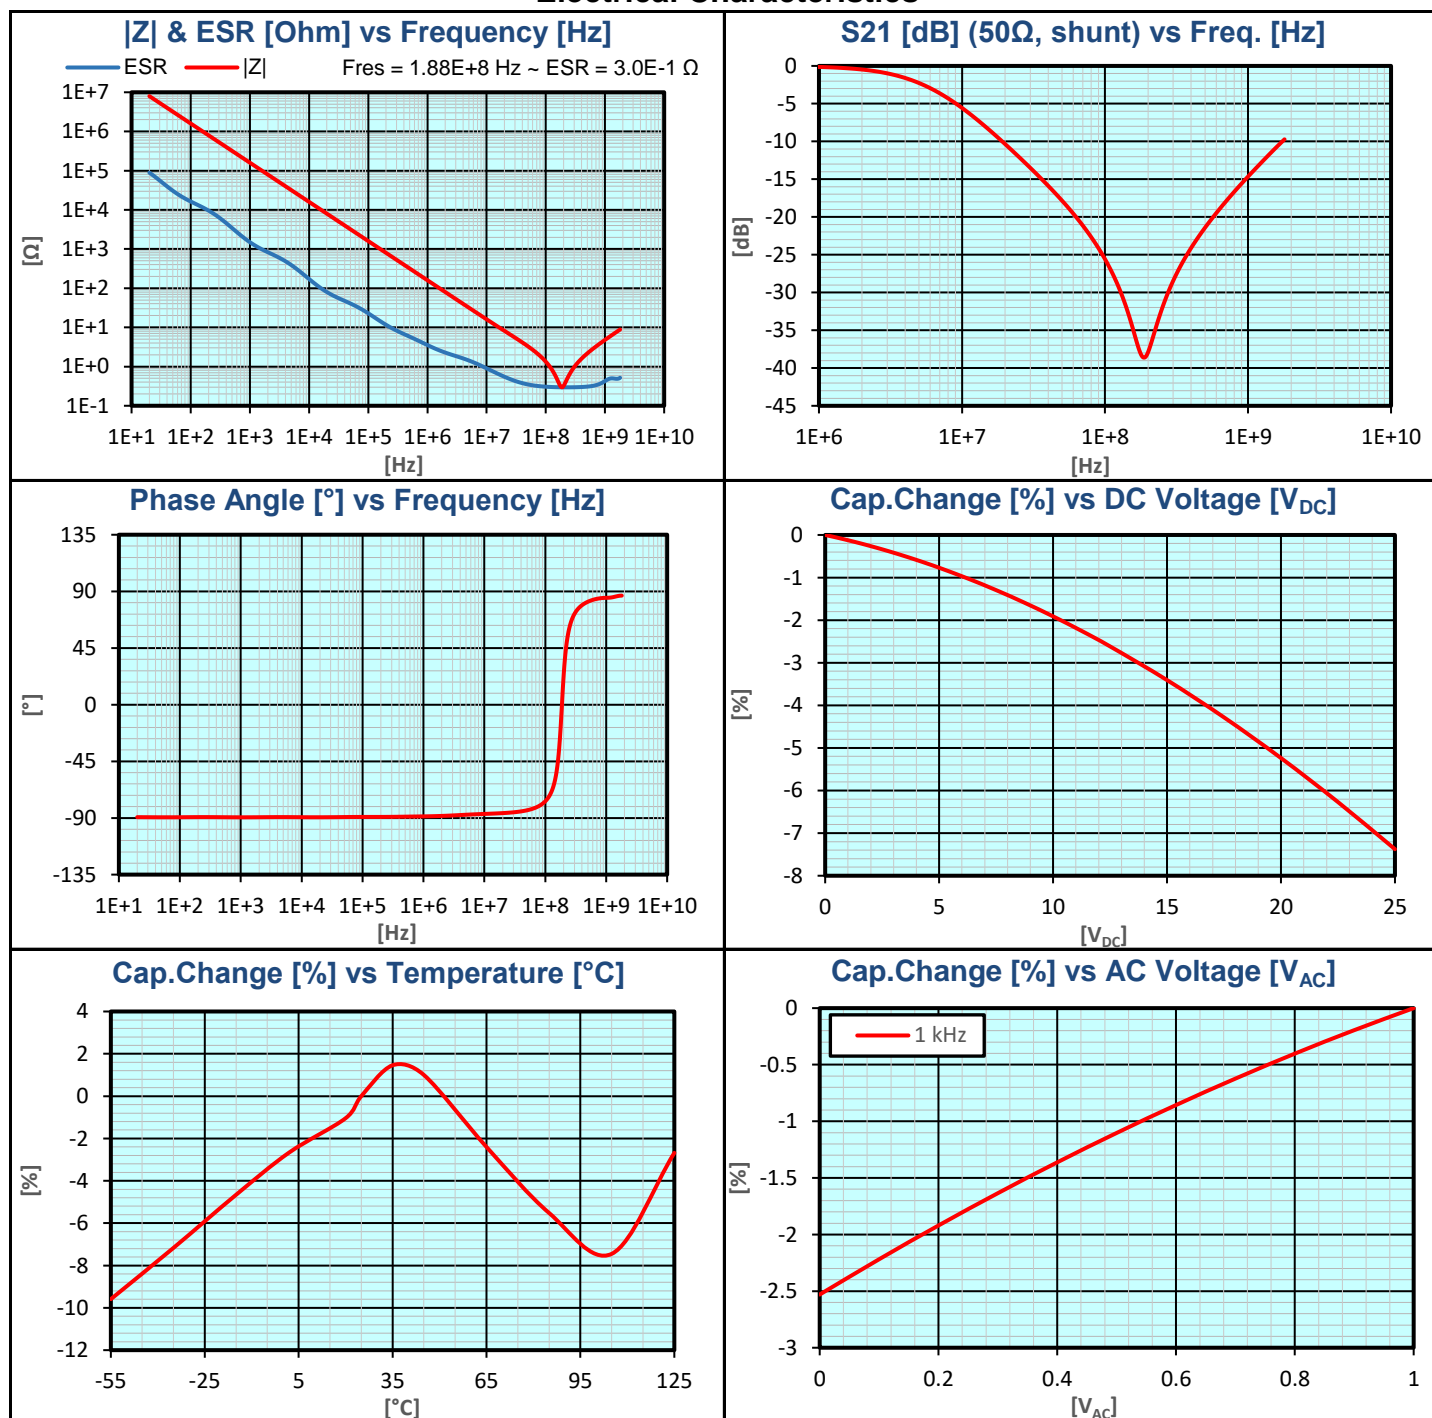 Electrical Characteristics
|Z| & ESR [Ohm] vs Frequency [Hz]
ESR |Z| Fres = 1.88E+8 Hz ~ ESR = 3.0E-1 Ω
1E+7
1E+6
1E+5
1E+4
1E+3
1E+2
1E+1
1E+0
1E-1
[Ω]
1E+1 1E+2 1E+3 1E+4 1E+5 1E+6 1E+7 1E+8 1E+9 1E+10
[Hz]
S21 [dB] (50Ω, shunt) vs Freq. [Hz]
0
-5
-10
-15
-20
-25
-30
-35
-40
-45
[dB]
1E+6 1E+7 1E+8 1E+9 1E+10
[Hz]
Phase Angle [°] vs Frequency [Hz]
135
90
45
0
-45
-90
-135
[°]
1E+1 1E+2 1E+3 1E+4 1E+5 1E+6 1E+7 1E+8 1E+9 1E+10
[Hz]
Cap.Change [%] vs DC Voltage [VDC]
0
-1
-2
-3
-4
-5
-6
-7
-8
[%]
0 5 10 15 20 25
[VDC]
Cap.Change [%] vs Temperature [°C]
4
2
0
-2
-4
-6
-8
-10
-12
[%]
-55 -25 5 35 65 95 125
[°C]
Cap.Change [%] vs AC Voltage [VAC]
1 kHz
0
-0.5
-1
-1.5
-2
-2.5
-3
[%]
0 0.2 0.4 0.6 0.8 1
[VAC]